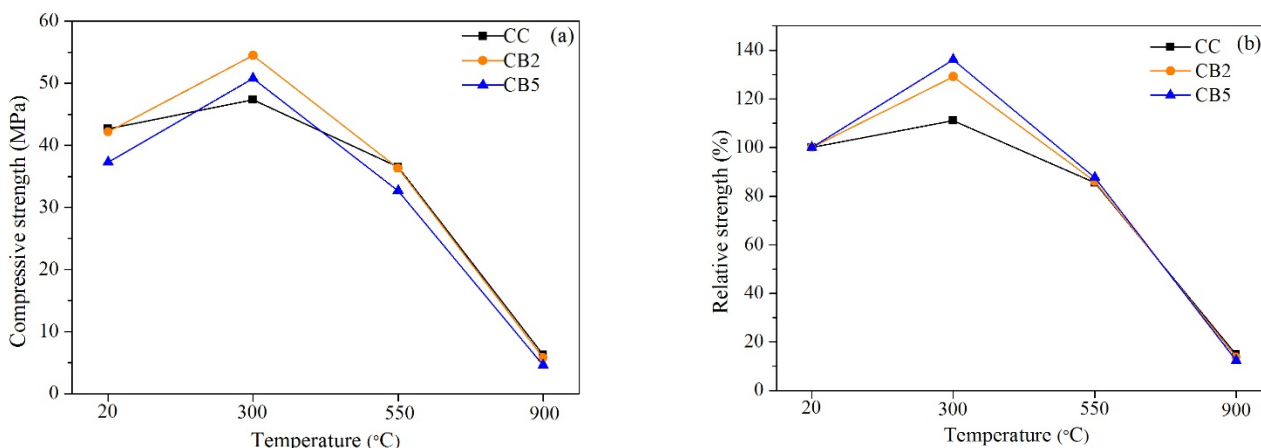 60
50
40
30
20
10
0
Compressive strength (MPa)
CC
CB2
CB5
(a)
20 300 550 900
Temperature (°C)
140
120
100
80
60
40
20
0
Relative strength (%)
CC
CB2
CB5
(b)
20 300 550 900
Temperature (°C)